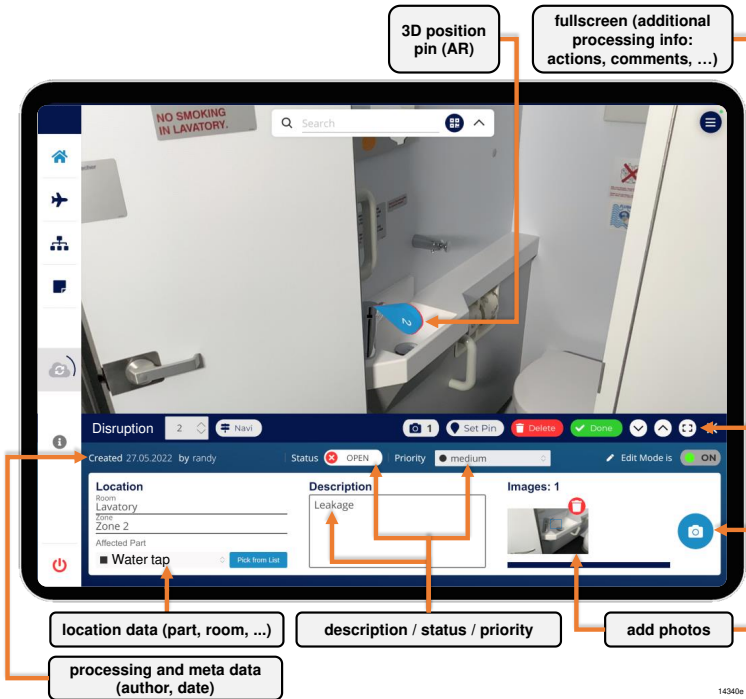 3D position
pin (AR)
fullscreen (additional
processing info:
actions, comments, …)
NO SMOKING
IN LAVATORY.
Search
2
Disruption
2
Navi
1
Set Pin
Delete
Done
Created 27.05.2022 by randy
Status
OPEN
Priority
medium
Edit Mode is
ON
Location
Room
Lavatory
Zone
Zone 2
Affected Part
Water tap
Pick from List
Description
Leakage
Images: 1
location data (part, room, ...)
description / status / priority
add photos
processing and meta data
(author, date)
14340e